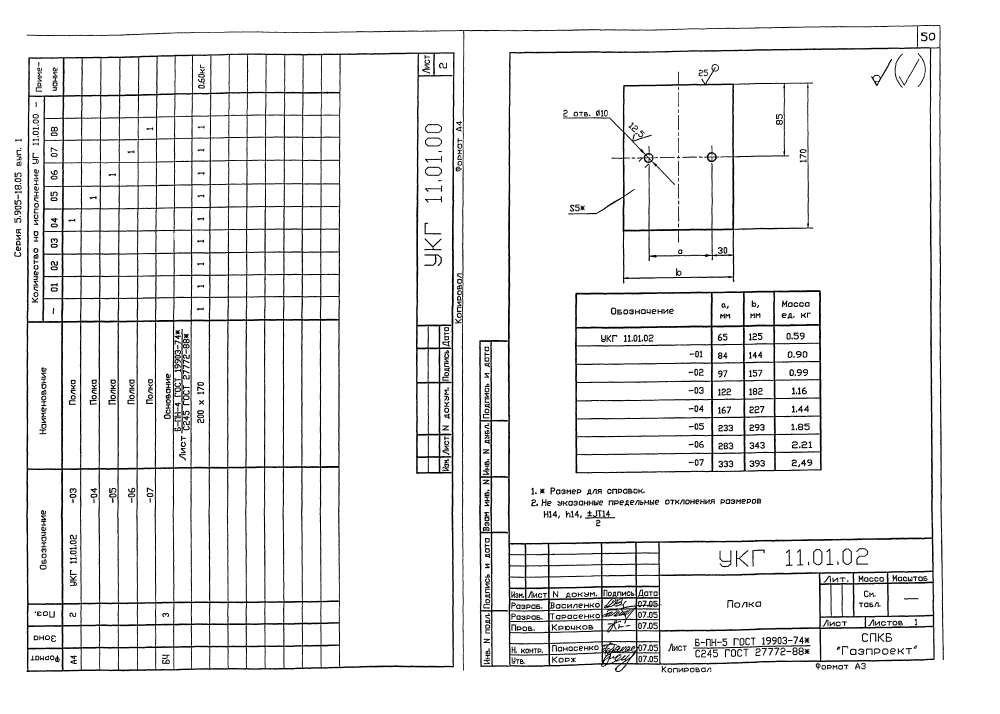 50
Серия 5.905-18.05 вып. 1
Формат
Зона
Поз.
Обозначение
Наименование
Количество на исполнение УГ 11.01.00 -
Приме-
чание
-
01
02
03
04
05
06
07
08
А4
2
УКГ 11.01.02
-03
Полка
1
-04
Полка
1
-05
Полка
1
-06
Полка
1
-07
Полка
1
БЧ
3
Основание
Лист Б-ПН-4 ГОСТ 19903-74*
С245 ГОСТ 27772-88*
200 x 170
1
1
1
1
1
1
1
1
1
0.60кг
Изм. Лист N докум. Подпись Дата
УКГ 11.01.00
Лист
2
Копировал
Формат А4
25
2 отв. Ø10
12.5
S5*
85
170
a
30
b
Обозначение
a, мм
b, мм
Масса ед. кг
УКГ 11.01.02 65 125 0.59
-01 84 144 0.90
-02 97 157 0.99
-03 122 182 1.16
-04 167 227 1.44
-05 233 293 1.85
-06 283 343 2.21
-07 333 393 2,49
1. * Размер для справок.
2. Не указанные предельные отклонения размеров
H14, h14, ±JT14
2
Инв. N подл.
Подпись и дата
Взам инв. N
Инв. N дубл.
Подпись и дата
УКГ 11.01.02
Изм. Лист N докум. Подпись Дата
Разраб. Василенко 07.05
Разраб. Тарасенко 07.05
Пров. Крючков 07.05
Н. контр. Панасенко 07.05
Утв. Корж 07.05
Полка
Лит. Масса Масштаб
См. табл.
—
Лист
Листов 1
Лист Б-ПН-5 ГОСТ 19903-74*
С245 ГОСТ 27772-88*
СПКБ
"Газпроект"
Копировал
Формат А3